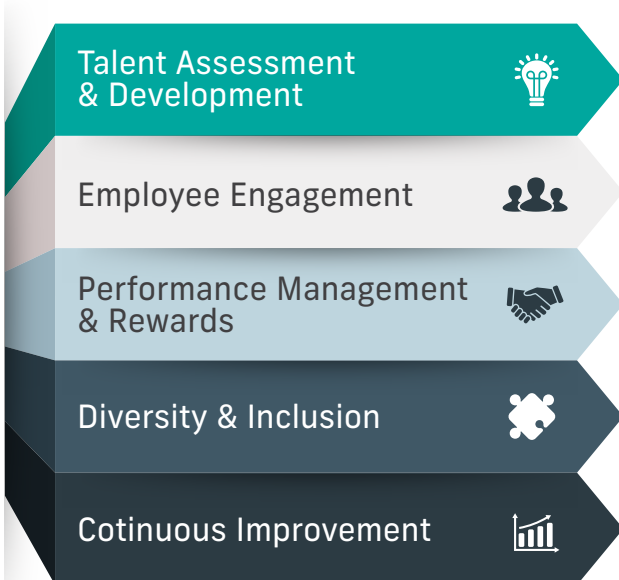 Talent Assessment
& Development
Employee Engagement
Performance Management
& Rewards
Diversity & Inclusion
Cotinuous Improvement